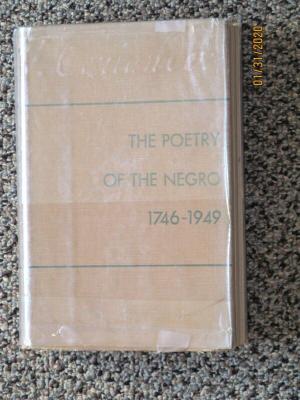 THE POETRY
OF THE NEGRO
1746-1949
01/31/2020